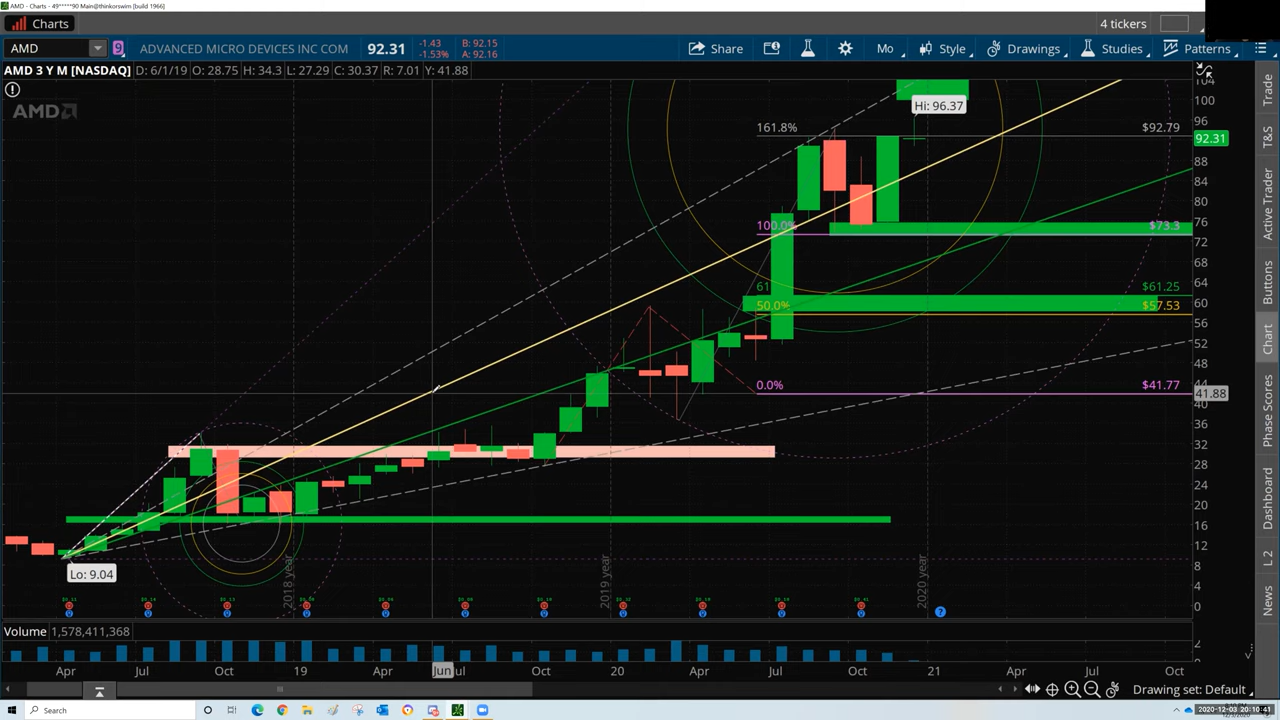 AMD - Charts - 49*****90 Main@thinkorswim [build 1966]
Charts
4 tickers
AMD
9
ADVANCED MICRO DEVICES INC COM
92.31
-1.43
-1.53%
B: 92.15
A: 92.16
Share
Mo
Style
Drawings
Studies
Patterns
AMD 3 Y M [NASDAQ]
D: 6/1/19
O: 28.75
H: 34.3
L: 27.29
C: 30.37
R: 7.01
Y: 41.88
AMD
104
100
Hi: 96.37
96
161.8%
$92.79
92.31
88
84
80
76
100.0%
$73.3
72
68
64
61
$61.25
60
50.0%
$57.53
56
52
48
44
0.0%
$41.77
41.88
40
36
32
28
24
20
16
12
Lo: 9.04
8
4
0
2018 year
2019 year
2020 year
Volume
1,578,411,368
2
Apr
Jul
Oct
19
Apr
Jun
Oct
20
Apr
Jul
Oct
21
Apr
Jul
Oct
Drawing set: Default
Trade
T&S
Active Trader
Buttons
Chart
Phase Scores
Dashboard
L 2
News
Search
2020-12-03 20:10:41